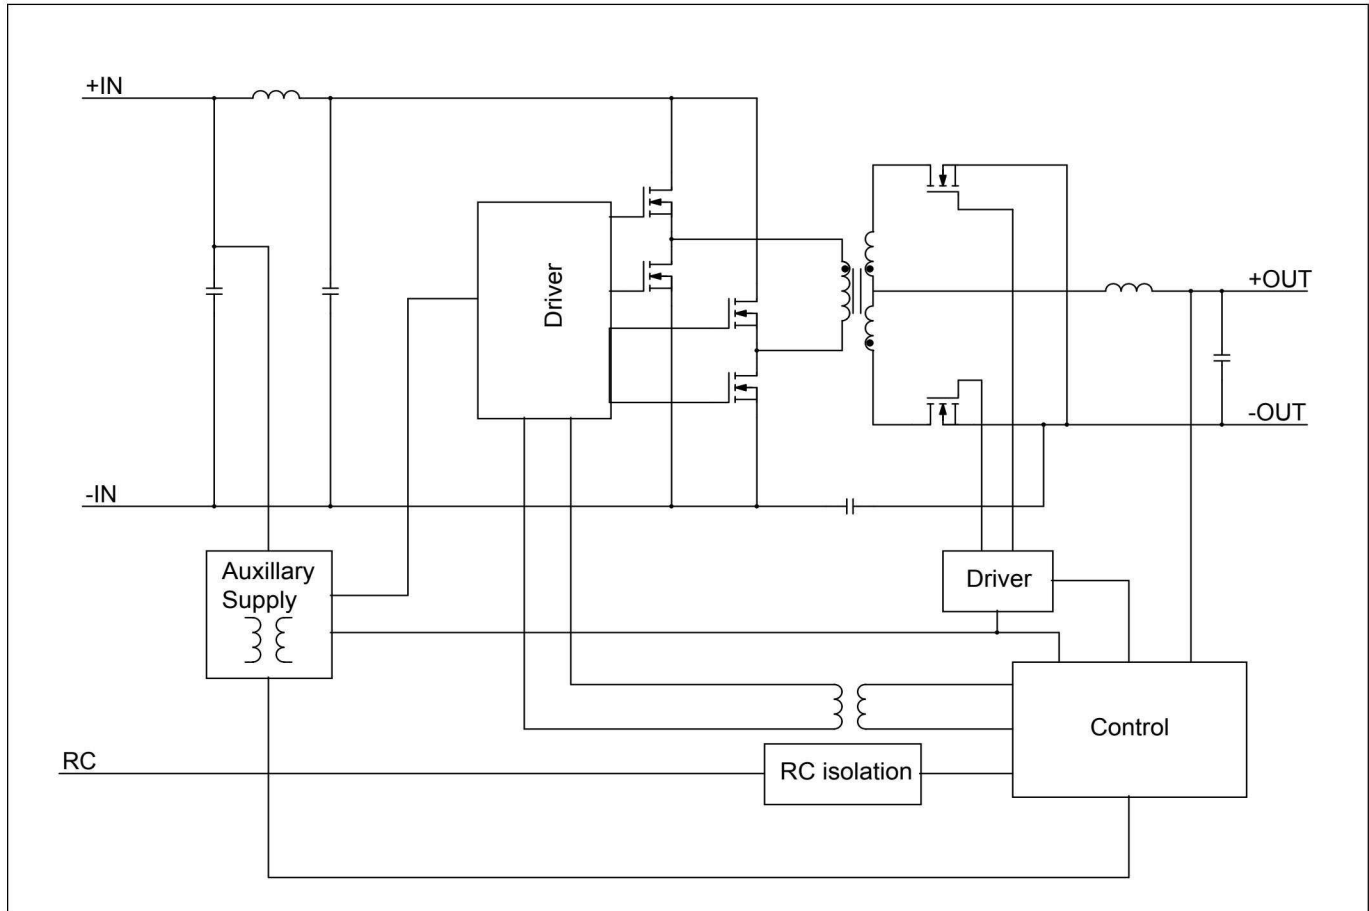 +IN
Driver
+OUT
-OUT
-IN
Auxillary
Supply
Driver
Control
RC
RC isolation